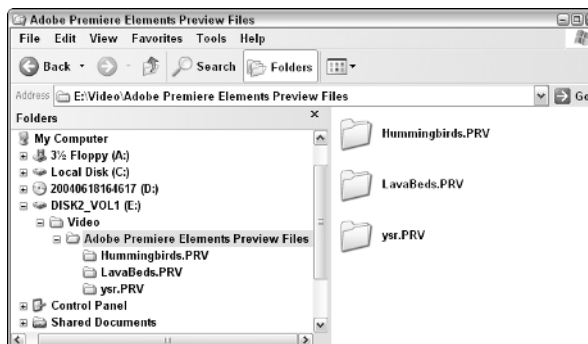 Adobe Premiere Elements Preview Files
File Edit View Favorites Tools Help
Back Search Folders
Address E:\Video\Adobe Premiere Elements Preview Files Go
Folders x
My Computer
3½ Floppy (A:)
Local Disk (C:)
20040618164617 (D:)
DISK2_VOL1 (E:)
Video
Adobe Premiere Elements Preview Files
Hummingbirds.PRV
LavaBeds.PRV
ysr.PRV
Control Panel
Shared Documents
Hummingbirds.PRV
LavaBeds.PRV
ysr.PRV